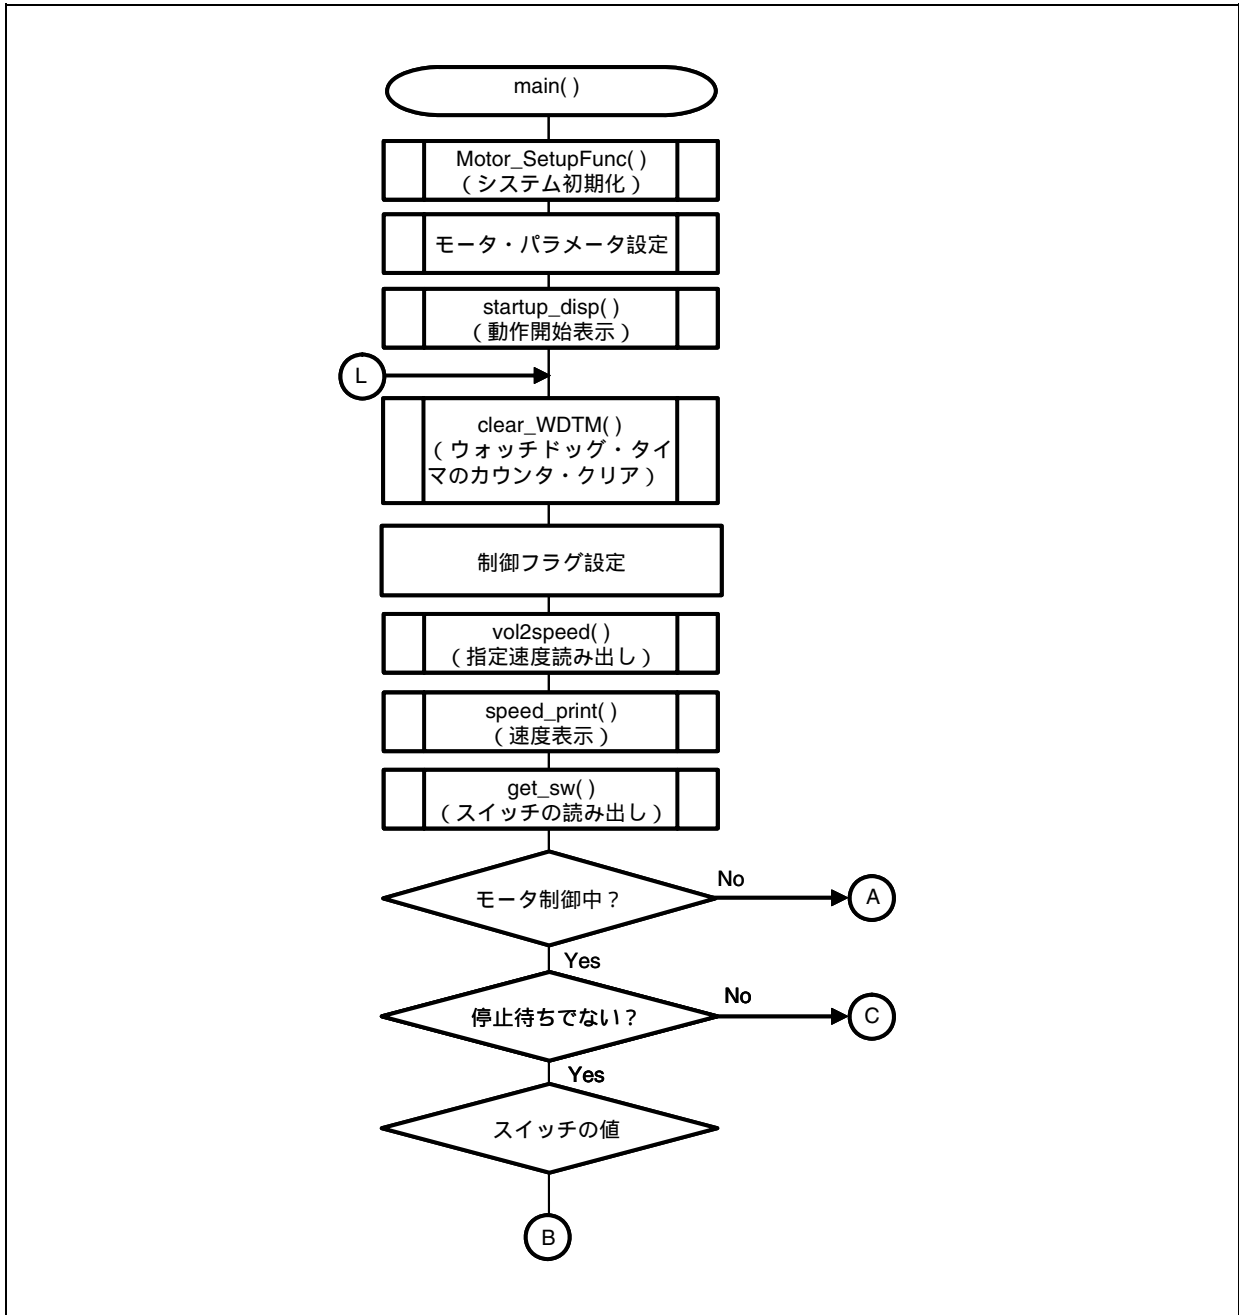 main( )
Motor_SetupFunc( )
（システム初期化）
モータ・パラメータ設定
startup_disp( )
（動作開始表示）
L
clear_WDTM( )
（ウォッチドッグ・タイ
マのカウンタ・クリア）
制御フラグ設定
vol2speed( )
（指定速度読み出し）
speed_print( )
（速度表示）
get_sw( )
（スイッチの読み出し）
モータ制御中？
No
A
Yes
停止待ちでない？
No
C
Yes
スイッチの値
B